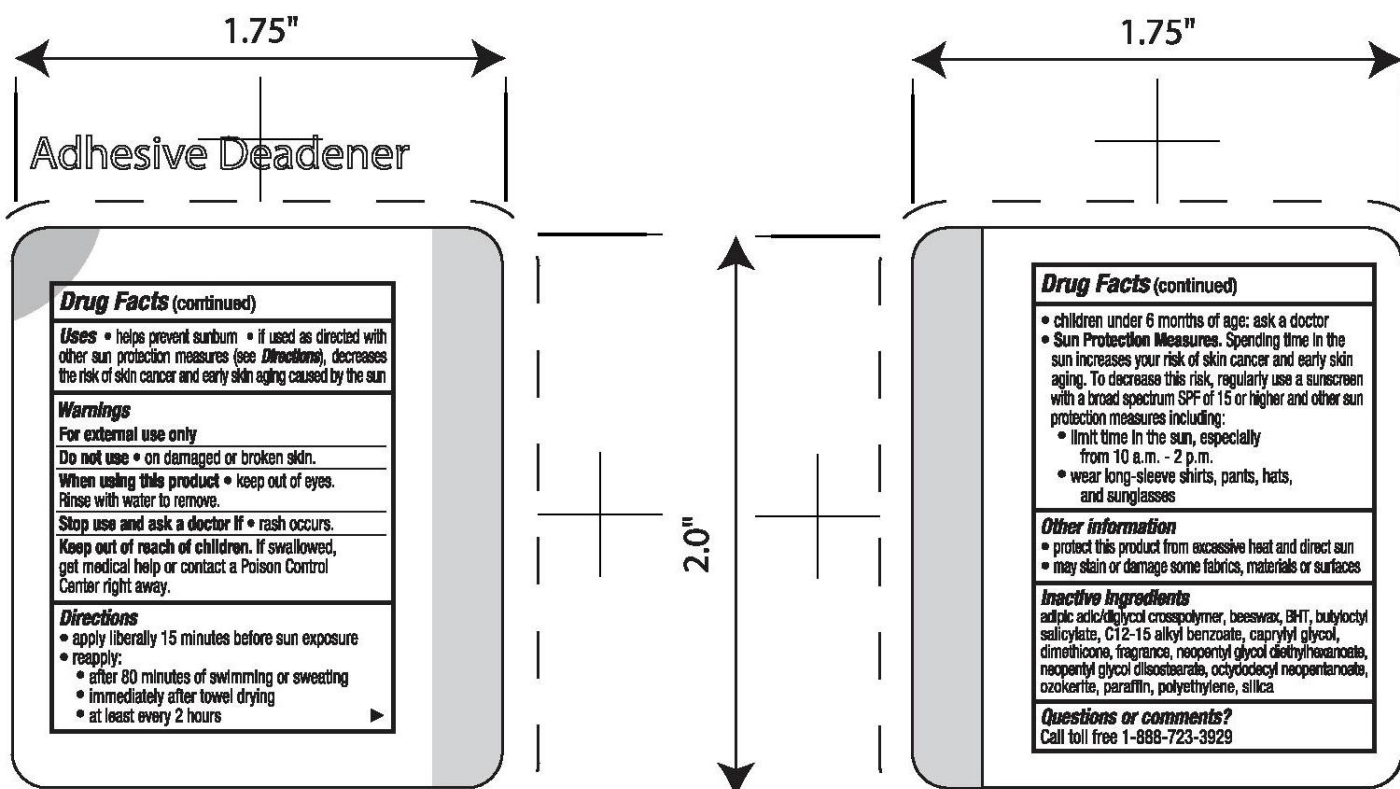 1.75"
Adhesive Deadener
Drug Facts (continued)
Uses • helps prevent sunburn • if used as directed with
other sun protection measures (see Directions), decreases
the risk of skin cancer and early skin aging caused by the sun
Warnings
For external use only
Do not use • on damaged or broken skin.
When using this product • keep out of eyes.
Rinse with water to remove.
Stop use and ask a doctor if • rash occurs.
Keep out of reach of children. If swallowed,
get medical help or contact a Poison Control
Center right away.
Directions
• apply liberally 15 minutes before sun exposure
• reapply:
• after 80 minutes of swimming or sweating
• immediately after towel drying
• at least every 2 hours
2.0"
1.75"
Drug Facts (continued)
• children under 6 months of age: ask a doctor
• Sun Protection Measures. Spending time in the
sun increases your risk of skin cancer and early skin
aging. To decrease this risk, regularly use a sunscreen
with a broad spectrum SPF of 15 or higher and other sun
protection measures including:
• limit time in the sun, especially
from 10 a.m. - 2 p.m.
• wear long-sleeve shirts, pants, hats,
and sunglasses
Other information
• protect this product from excessive heat and direct sun
• may stain or damage some fabrics, materials or surfaces
Inactive Ingredients
adipic adic/diglycol crosspolymer, beeswax, BHT, butyloctyl
salicylate, C12-15 alkyl benzoate, caprylyl glycol,
dimethicone, fragrance, neopentyl glycol diethylhexanoate,
neopentyl glycol diisostearate, octydodecyl neopentanoate,
ozokerite, paraffin, polyethylene, silica
Questions or comments?
Call toll free 1-888-723-3929